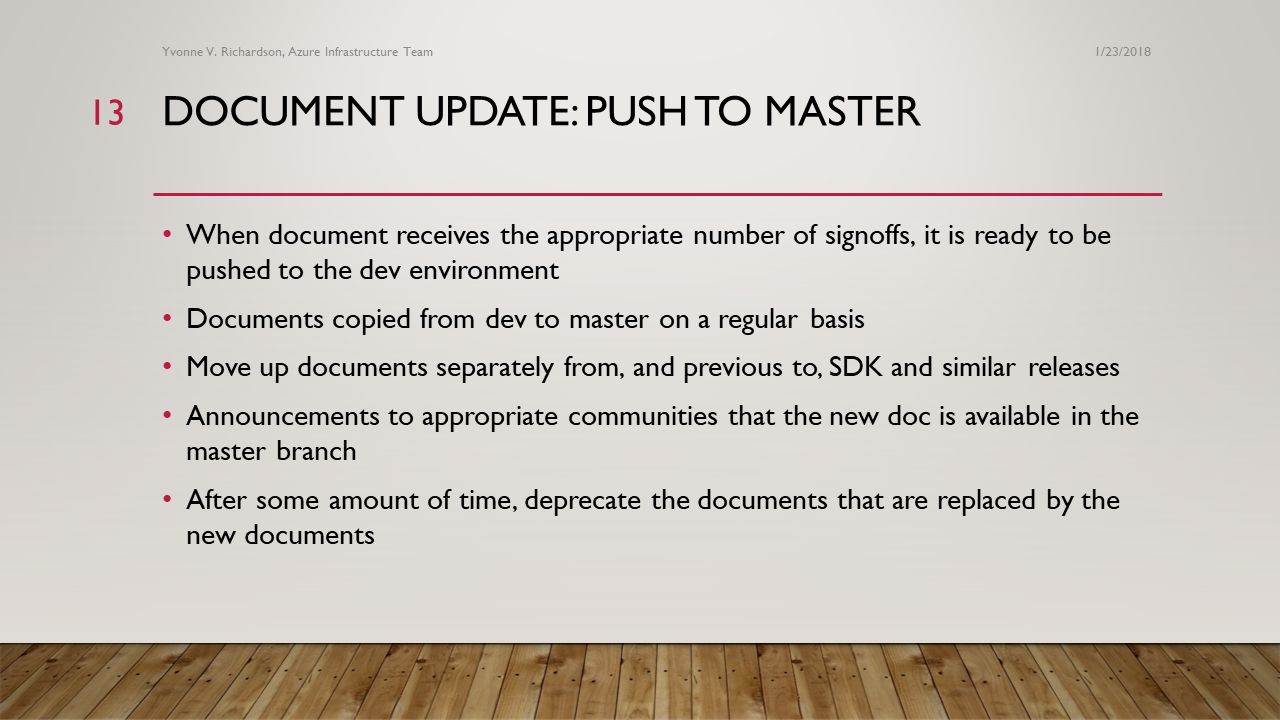 Yvonne V. Richardson, Azure Infrastructure Team
1/23/2018
13
DOCUMENT UPDATE: PUSH TO MASTER
• When document receives the appropriate number of signoffs, it is ready to be
pushed to the dev environment
• Documents copied from dev to master on a regular basis
• Move up documents separately from, and previous to, SDK and similar releases
• Announcements to appropriate communities that the new doc is available in the
master branch
• After some amount of time, deprecate the documents that are replaced by the
new documents